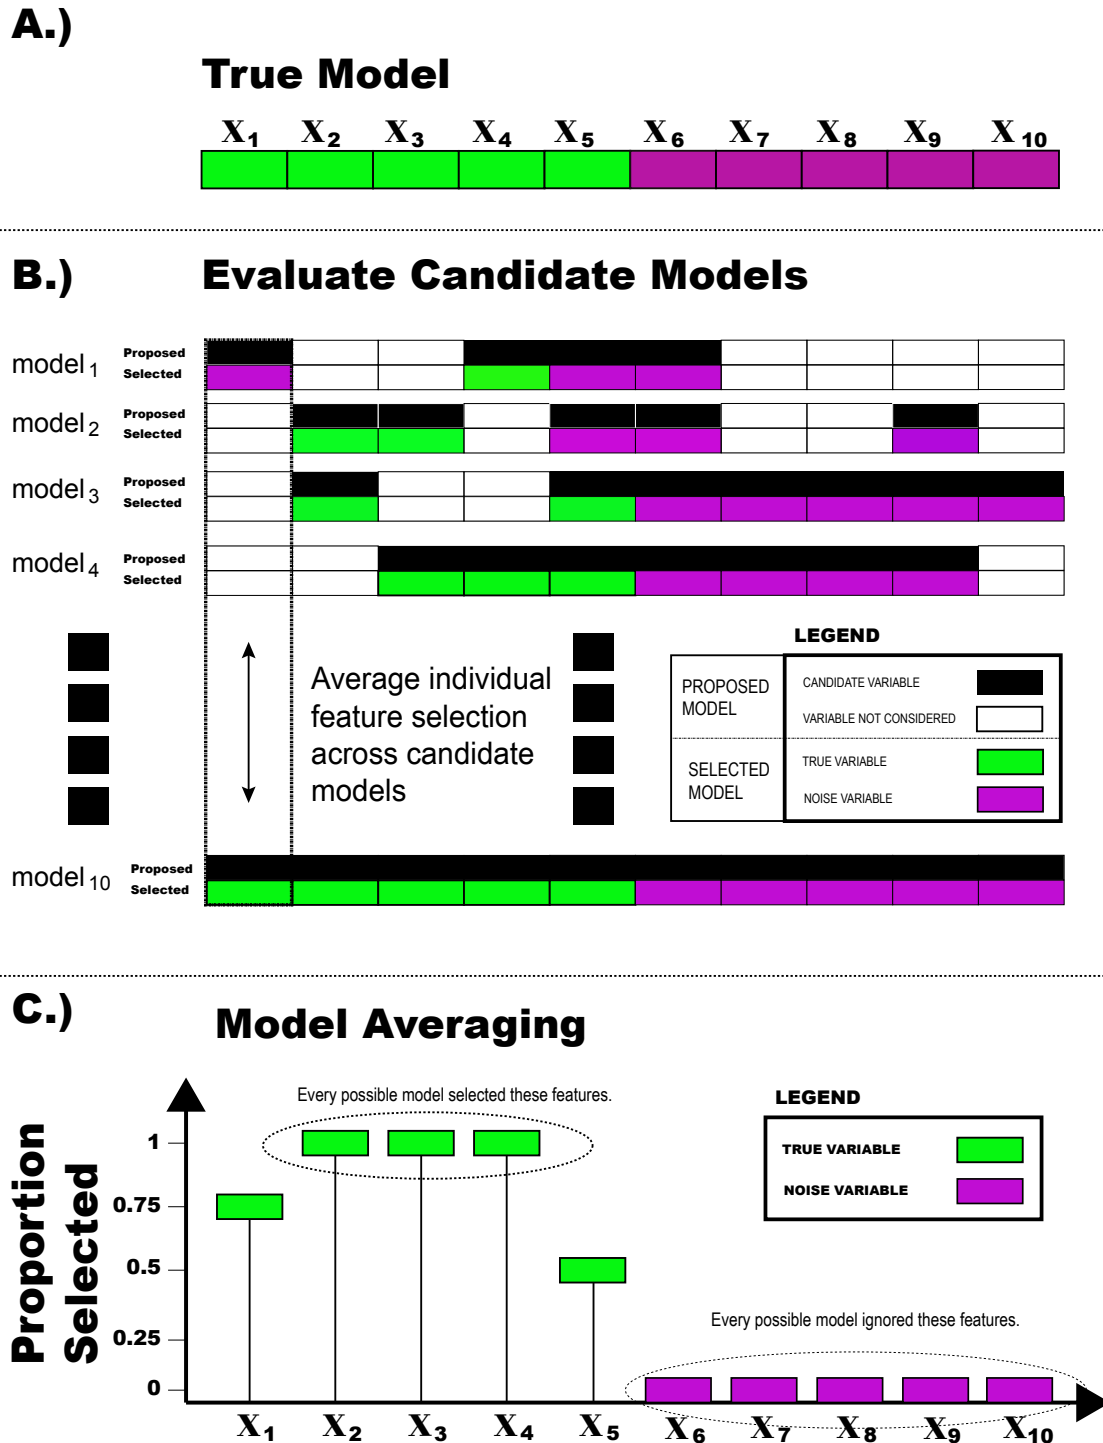 A.)
True Model
X1 X2 X3 X4 X5 X6 X7 X8 X9 X10
B.) Evaluate Candidate Models
model 1 Proposed
Selected
model 2 Proposed
Selected
model 3 Proposed
Selected
model 4 Proposed
Selected
Average individual
feature selection
across candidate
models
LEGEND
PROPOSED
MODEL
CANDIDATE VARIABLE
VARIABLE NOT CONSIDERED
SELECTED
MODEL
TRUE VARIABLE
NOISE VARIABLE
model 10 Proposed
Selected
C.) Model Averaging
Every possible model selected these features.
LEGEND
TRUE VARIABLE
NOISE VARIABLE
Proportion
Selected
1
0.75
0.5
0.25
0
Every possible model ignored these features.
X1 X2 X3 X4 X5 X6 X7 X8 X9 X10